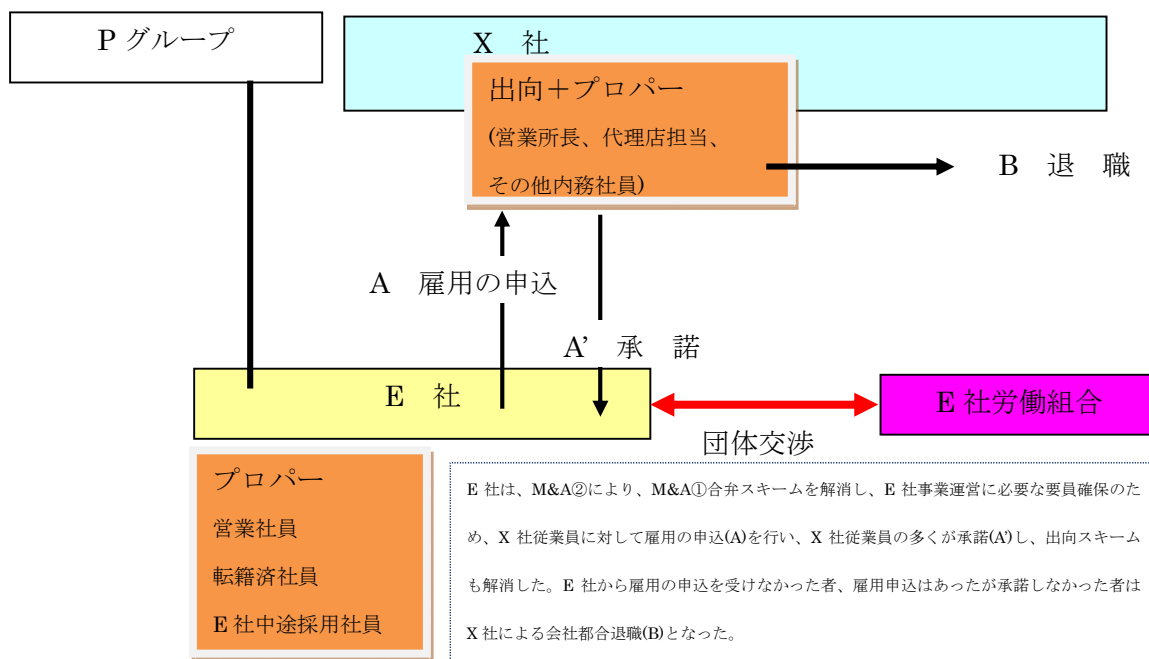 P グループ
X 社
出向＋プロパー
(営業所長、代理店担当、
その他内務社員)
B 退 職
A 雇用の申込
A’ 承 諾
E 社
E 社労働組合
団体交渉
プロパー
営業社員
転籍済社員
E 社中途採用社員
E 社は、M&A②により、M&A①合弁スキームを解消し、E 社事業運営に必要な要員確保のた
め、X 社従業員に対して雇用の申込(A)を行い、X 社従業員の多くが承諾(A’)し、出向スキーム
も解消した。E 社から雇用の申込を受けなかった者、雇用申込はあったが承諾しなかった者は
X 社による会社都合退職(B)となった。